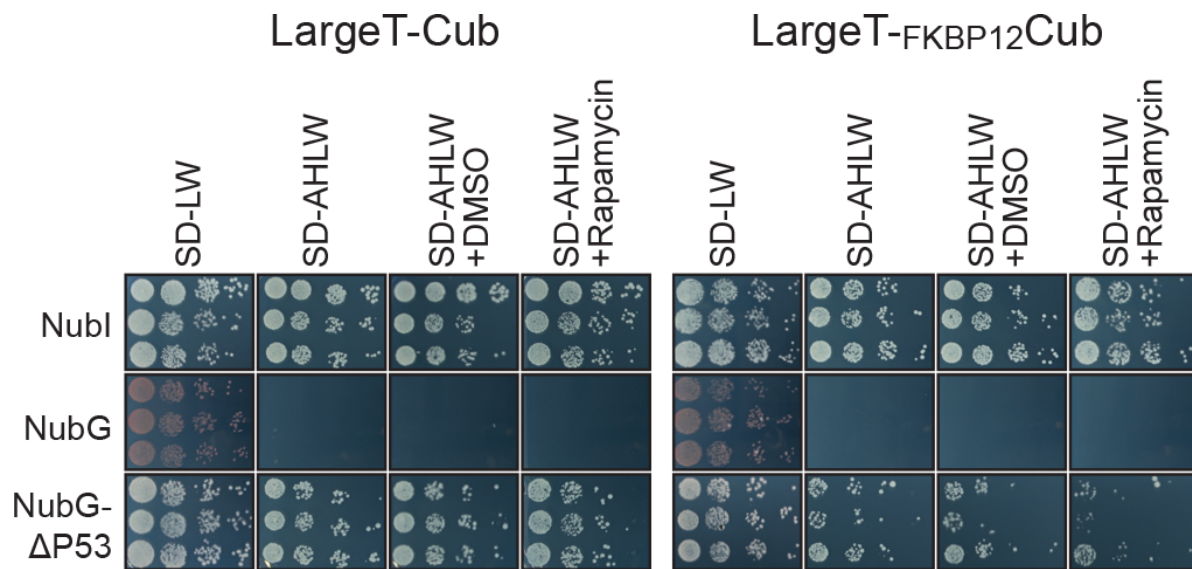 LargeT-Cub
LargeT-FKBP12Cub
SD-LW
SD-AHLW
SD-AHLW
+DMSO
SD-AHLW
+Rapamycin
SD-LW
SD-AHLW
SD-AHLW
+DMSO
SD-AHLW
+Rapamycin
NubI
NubG
NubG-
ΔP53